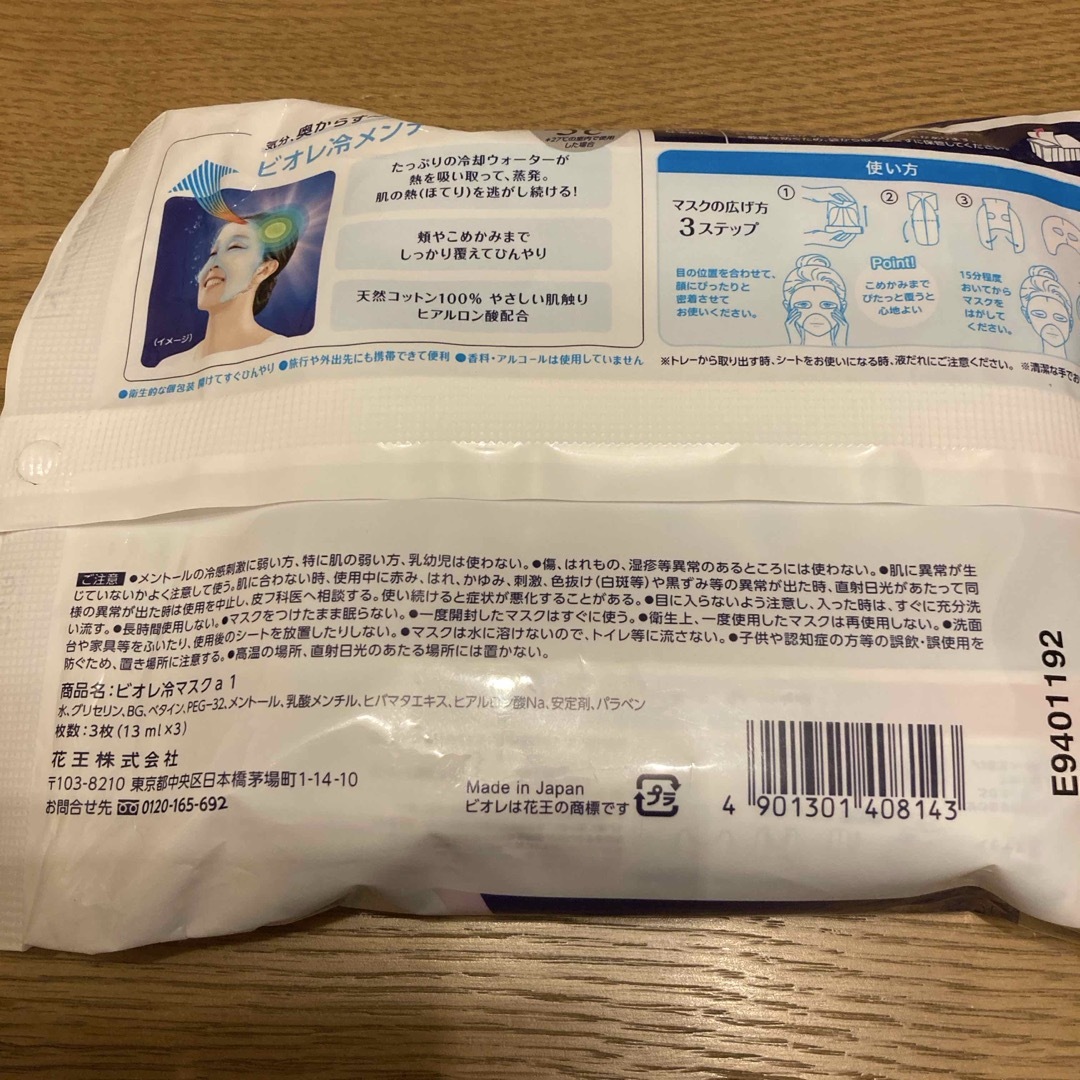 気分、奥からすー
ビオレ冷メンテ
たっぷりの冷却ウォーターが
熱を吸い取って、蒸発。
肌の熱(ほてり)を逃がし続ける!
頬やこめかみまで
しっかり覆えてひんやり
天然コットン100% やさしい肌触り
ヒアルロン酸配合
(イメージ)
●衛生的な個包装 開けてすぐひんやり ●旅行や外出先にも携帯できて便利 ●香料・アルコールは使用していません
*27℃の室内で使用
した場合
使い方
マスクの広げ方
3ステップ
① ② ③
目の位置を合わせて、
顔にぴったりと
密着させて
お使いください。
Point!
こめかみまで
ぴたっと覆うと
心地よい
15分程度
おいてから
マスクを
はがして
ください。
※トレーから取り出す時、シートをお使いになる時、液だれにご注意ください。 ※清潔な手でお
ご注意 ●メントールの冷感刺激に弱い方、特に肌の弱い方、乳幼児は使わない。●傷、はれもの、湿疹等異常のあるところには使わない。●肌に異常が生
じていないかよく注意して使う。肌に合わない時、使用中に赤み、はれ、かゆみ、刺激、色抜け(白斑等)や黒ずみ等の異常が出た時、直射日光があたって同
様の異常が出た時は使用を中止し、皮フ科医へ相談する。使い続けると症状が悪化することがある。●目に入らないよう注意し、入った時は、すぐに充分洗
い流す。●長時間使用しない。●マスクをつけたまま眠らない。●一度開封したマスクはすぐに使う。●衛生上、一度使用したマスクは再使用しない。●洗面
台や家具等をふいたり、使用後のシートを放置したりしない。●マスクは水に溶けないので、トイレ等に流さない。●子供や認知症の方等の誤飲・誤使用を
防ぐため、置き場所に注意する。●高温の場所、直射日光のあたる場所には置かない。
商品名:ビオレ冷マスクa1
水、グリセリン、BG、ベタイン、PEG-32、メントール、乳酸メンチル、ヒバマタエキス、ヒアルロン酸Na、安定剤、パラベン
枚数:3枚(13ml×3)
花王株式会社
〒103-8210 東京都中央区日本橋茅場町1-14-10
お問合せ先 0120-165-692
Made in Japan
ビオレは花王の商標です
プラ
4 901301 408143
E9401192